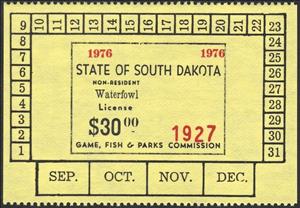 9 10 11 12 13 14 15 16 17 18 19 20 21 22 23
8 1976 1976 24
7 STATE OF SOUTH DAKOTA 25
6 NON-RESIDENT 26
5 Waterfowl 27
4 License 28
3 $30.00 1927 29
2 GAME, FISH & PARKS COMMISSION 30
1 31
SEP. OCT. NOV. DEC.